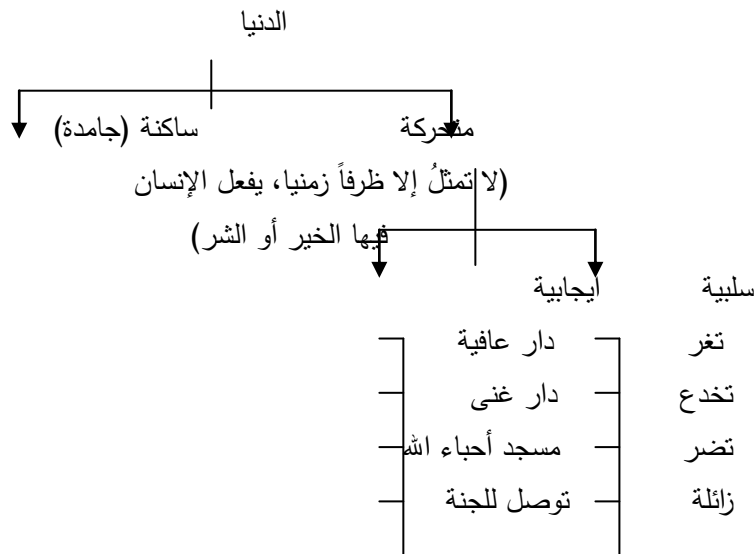 الدنيا
متحركة ساكنة (جامدة)
(لا تمثلُ إلا ظرفاً زمنيا، يفعل الإنسان
فيها الخير أو الشر)
سلبية ايجابية
تغر دار عافية
تخدع دار غنى
تضر مسجد أحباء الله
زائلة توصل للجنة